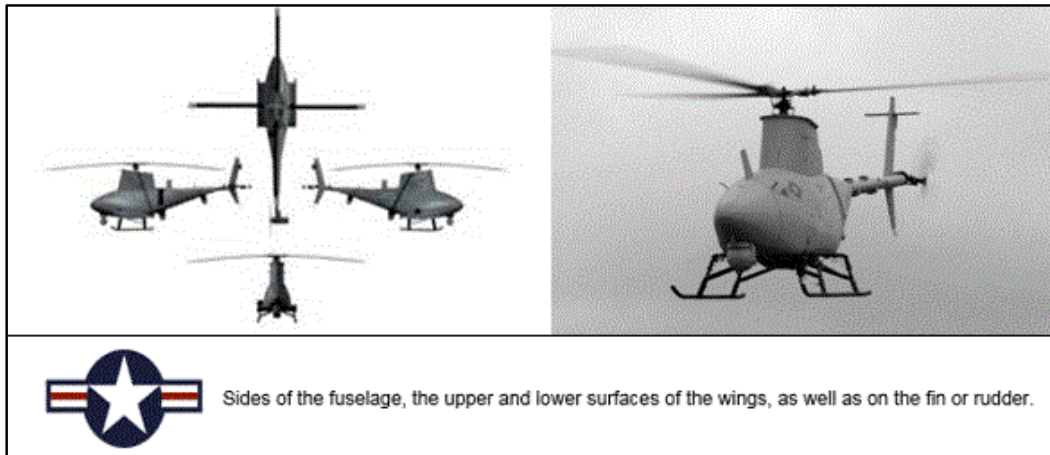 Sides of the fuselage, the upper and lower surfaces of the wings, as well as on the fin or rudder.